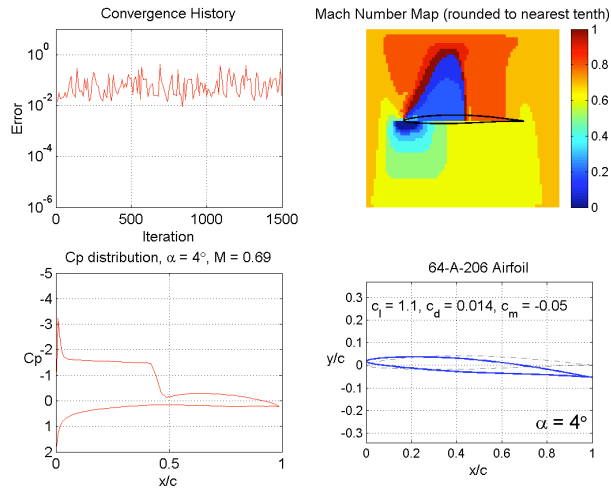 Convergence History
10^0
10^-2
10^-4
10^-6
Error
0 500 1000 1500
Iteration
Mach Number Map (rounded to nearest tenth)
1
0.8
0.6
0.4
0.2
0
Cp distribution, α = 4°, M = 0.69
-5
-4
-3
-2
-1
0
1
2
Cp
0 0.5 1
x/c
64-A-206 Airfoil
c_l = 1.1, c_d = 0.014, c_m = -0.05
0.3
0.2
0.1
0
-0.1
-0.2
-0.3
y/c
α = 4°
0 0.2 0.4 0.6 0.8 1
x/c